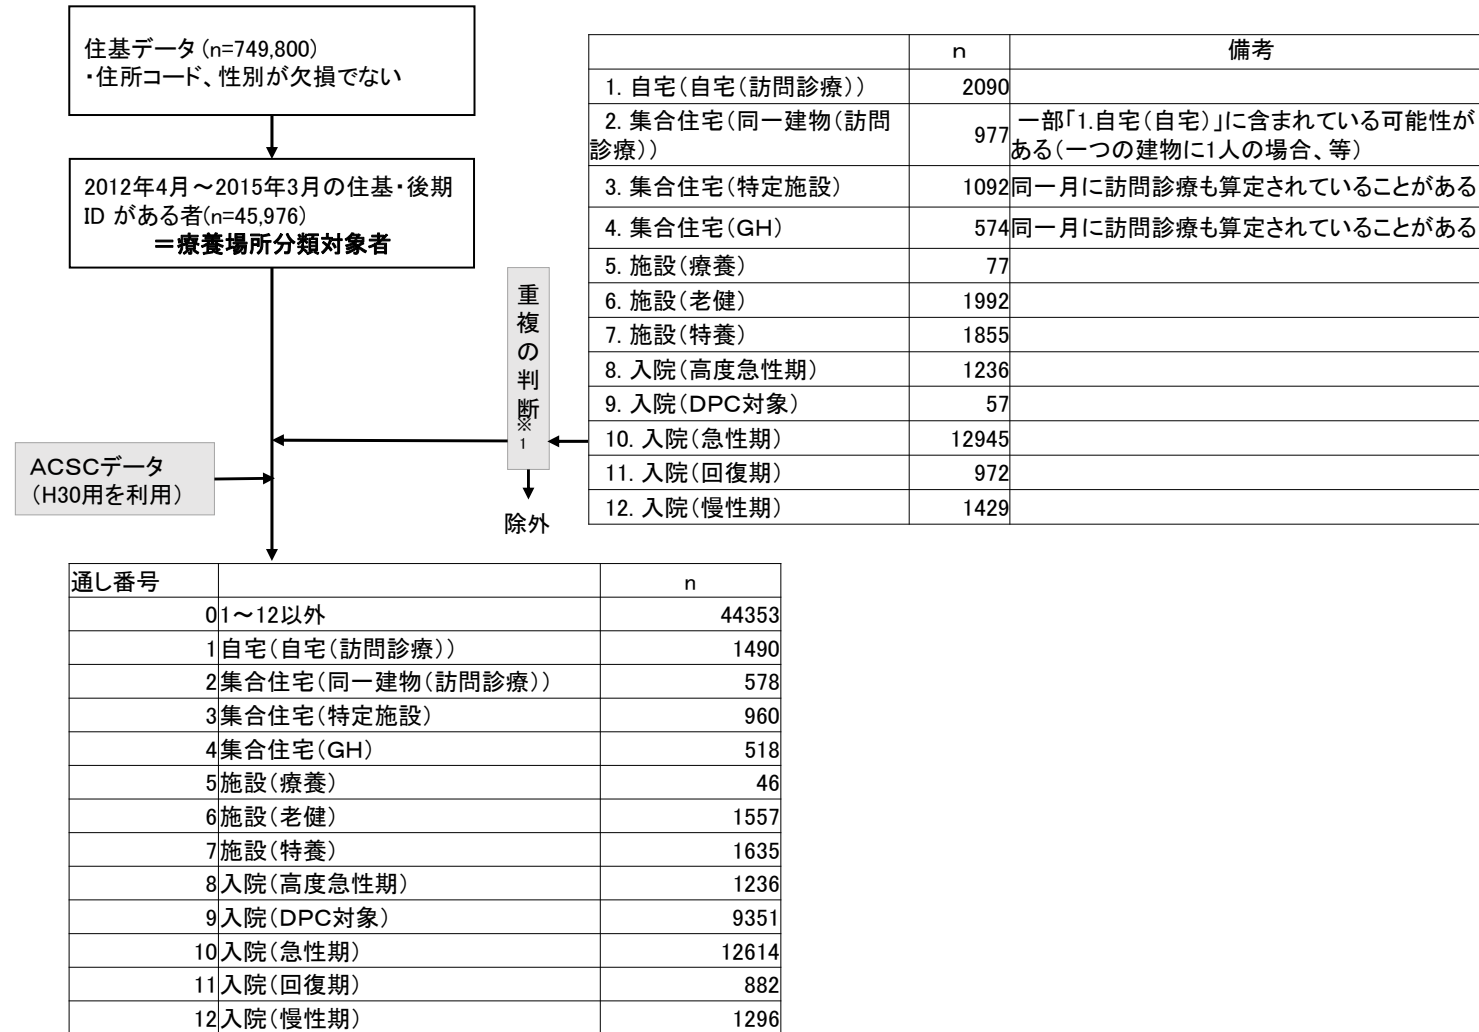 住基データ(n=749,800)
・住所コード、性別が欠損でない
2012年4月～2015年3月の住基・後期
ID がある者(n=45,976)
＝療養場所分類対象者
重複の判断※1
除外
ACSCデータ
（H30用を利用）
n 備考
1. 自宅（自宅（訪問診療）） 2090
2. 集合住宅（同一建物（訪問
診療）） 977 一部「1.自宅（自宅）」に含まれている可能性が
ある（一つの建物に1人の場合、等）
3. 集合住宅（特定施設） 1092 同一月に訪問診療も算定されていることがある
4. 集合住宅（GH） 574 同一月に訪問診療も算定されていることがある
5. 施設（療養） 77
6. 施設（老健） 1992
7. 施設（特養） 1855
8. 入院（高度急性期） 1236
9. 入院（DPC対象） 57
10. 入院（急性期） 12945
11. 入院（回復期） 972
12. 入院（慢性期） 1429
通し番号 n
0 1～12以外 44353
1 自宅（自宅（訪問診療）） 1490
2 集合住宅（同一建物（訪問診療）） 578
3 集合住宅（特定施設） 960
4 集合住宅（GH） 518
5 施設（療養） 46
6 施設（老健） 1557
7 施設（特養） 1635
8 入院（高度急性期） 1236
9 入院（DPC対象） 9351
10 入院（急性期） 12614
11 入院（回復期） 882
12 入院（慢性期） 1296